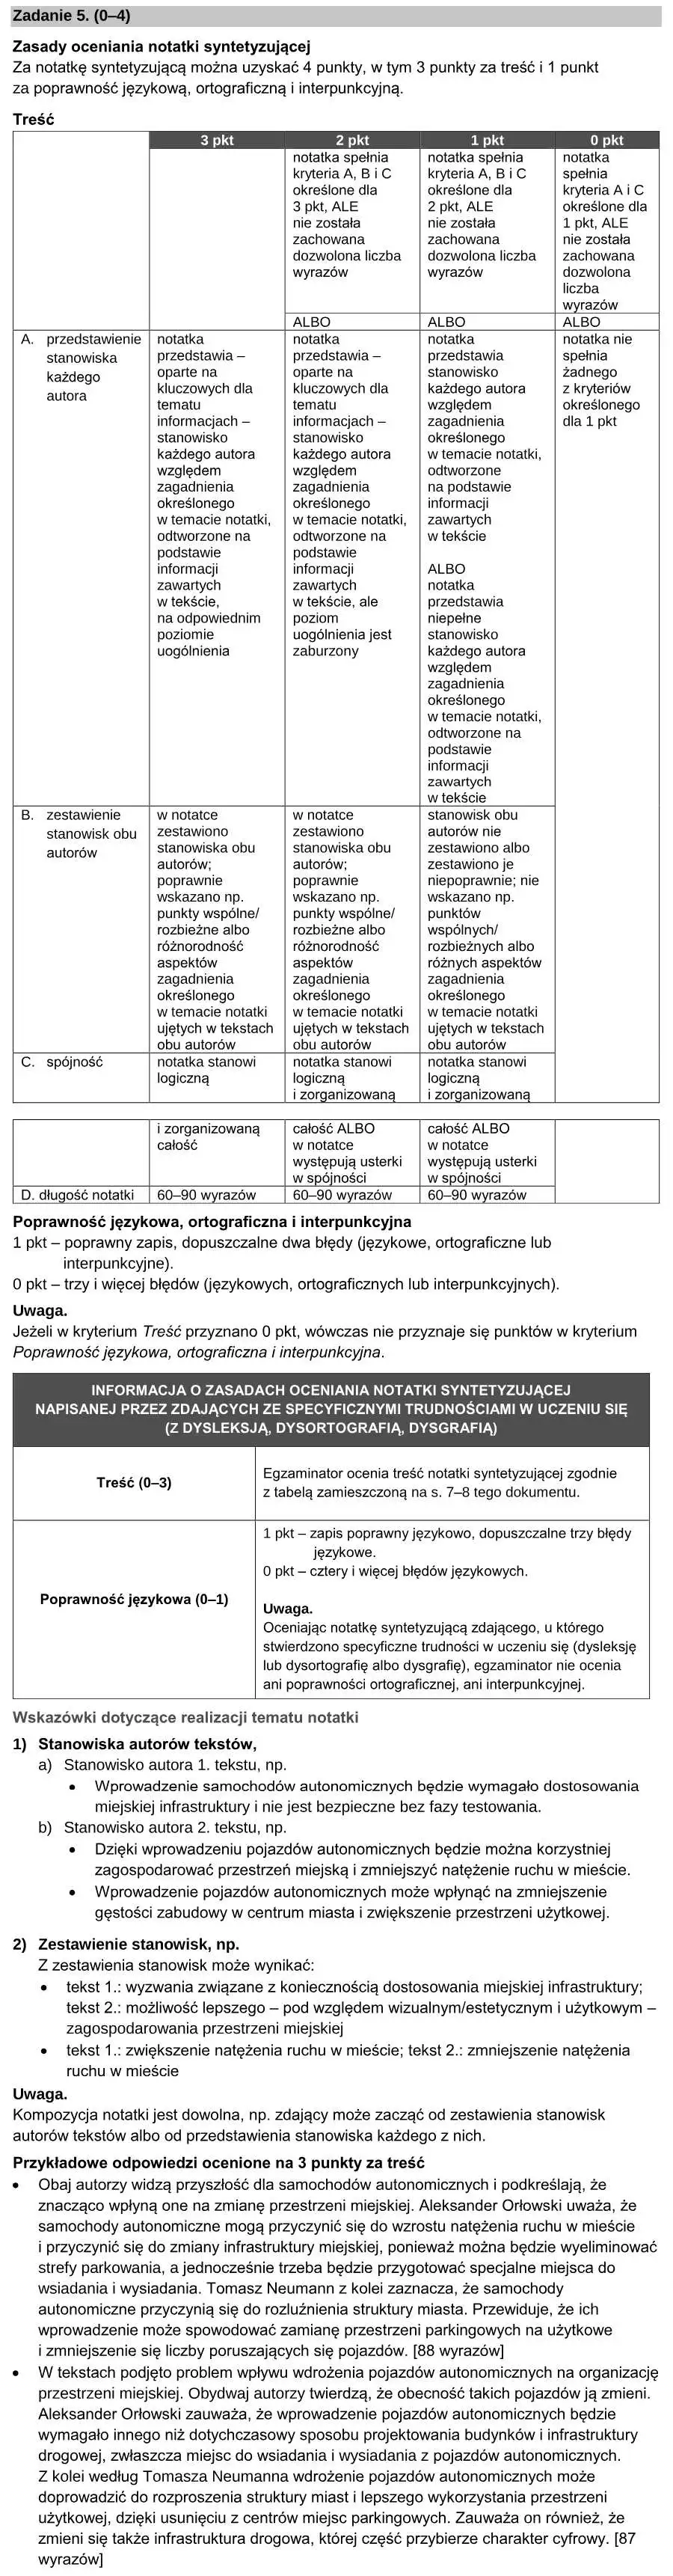 Zadanie 5. (0–4)
Zasady oceniania notatki syntetyzującej
Za notatkę syntetyzującą można uzyskać 4 punkty, w tym 3 punkty za treść i 1 punkt
za poprawność językową, ortograficzną i interpunkcyjną.
Treść
3 pkt
2 pkt
1 pkt
0 pkt
notatka spełnia
kryteria A, B i C
określone dla
3 pkt, ALE
nie została
zachowana
dozwolona liczba
wyrazów
notatka spełnia
kryteria A, B i C
określone dla
2 pkt, ALE
nie została
zachowana
dozwolona liczba
wyrazów
notatka
spełnia
kryteria A i C
określone dla
1 pkt, ALE
nie została
zachowana
dozwolona
liczba
wyrazów
ALBO
ALBO
ALBO
A. przedstawienie
stanowiska
każdego
autora
notatka
przedstawia –
oparte na
kluczowych dla
tematu
informacjach –
stanowisko
każdego autora
względem
zagadnienia
określonego
w temacie notatki,
odtworzone na
podstawie
informacji
zawartych
w tekście,
na odpowiednim
poziomie
uogólnienia
notatka
przedstawia –
oparte na
kluczowych dla
tematu
informacjach –
stanowisko
każdego autora
względem
zagadnienia
określonego
w temacie notatki,
odtworzone na
podstawie
informacji
zawartych
w tekście, ale
poziom
uogólnienia jest
zaburzony
notatka
przedstawia
stanowisko
każdego autora
względem
zagadnienia
określonego
w temacie notatki,
odtworzone
na podstawie
informacji
zawartych
w tekście
ALBO
notatka
przedstawia
niepełne
stanowisko
każdego autora
względem
zagadnienia
określonego
w temacie notatki,
odtworzone na
podstawie
informacji
zawartych
w tekście
notatka nie
spełnia
żadnego
z kryteriów
określonego
dla 1 pkt
B. zestawienie
stanowisk obu
autorów
w notatce
zestawiono
stanowiska obu
autorów;
poprawnie
wskazano np.
punkty wspólne/
rozbieżne albo
różnorodność
aspektów
zagadnienia
określonego
w temacie notatki
ujętych w tekstach
obu autorów
w notatce
zestawiono
stanowiska obu
autorów;
poprawnie
wskazano np.
punkty wspólne/
rozbieżne albo
różnorodność
aspektów
zagadnienia
określonego
w temacie notatki
ujętych w tekstach
obu autorów
stanowisk obu
autorów nie
zestawiono albo
zestawiono je
niepoprawnie; nie
wskazano np.
punktów
wspólnych/
rozbieżnych albo
różnych aspektów
zagadnienia
określonego
w temacie notatki
ujętych w tekstach
obu autorów
C. spójność
notatka stanowi
logiczną
notatka stanowi
logiczną
i zorganizowaną
notatka stanowi
logiczną
i zorganizowaną
i zorganizowaną
całość
całość ALBO
w notatce
występują usterki
w spójności
całość ALBO
w notatce
występują usterki
w spójności
D. długość notatki
60–90 wyrazów
60–90 wyrazów
60–90 wyrazów
Poprawność językowa, ortograficzna i interpunkcyjna
1 pkt – poprawny zapis, dopuszczalne dwa błędy (językowe, ortograficzne lub
interpunkcyjne).
0 pkt – trzy i więcej błędów (językowych, ortograficznych lub interpunkcyjnych).
Uwaga.
Jeżeli w kryterium Treść przyznano 0 pkt, wówczas nie przyznaje się punktów w kryterium
Poprawność językowa, ortograficzna i interpunkcyjna.
INFORMACJA O ZASADACH OCENIANIA NOTATKI SYNTETYZUJĄCEJ
NAPISANEJ PRZEZ ZDAJĄCYCH ZE SPECYFICZNYMI TRUDNOŚCIAMI W UCZENIU SIĘ
(Z DYSLEKSJĄ, DYSORTOGRAFIĄ, DYSGRAFIĄ)
Treść (0–3)
Egzaminator ocenia treść notatki syntetyzującej zgodnie
z tabelą zamieszczoną na s. 7–8 tego dokumentu.
Poprawność językowa (0–1)
1 pkt – zapis poprawny językowo, dopuszczalne trzy błędy
językowe.
0 pkt – cztery i więcej błędów językowych.
Uwaga.
Oceniając notatkę syntetyzującą zdającego, u którego
stwierdzono specyficzne trudności w uczeniu się (dysleksję
lub dysortografię albo dysgrafię), egzaminator nie ocenia
ani poprawności ortograficznej, ani interpunkcyjnej.
Wskazówki dotyczące realizacji tematu notatki
1) Stanowiska autorów tekstów,
a) Stanowisko autora 1. tekstu, np.
• Wprowadzenie samochodów autonomicznych będzie wymagało dostosowania
miejskiej infrastruktury i nie jest bezpieczne bez fazy testowania.
b) Stanowisko autora 2. tekstu, np.
• Dzięki wprowadzeniu pojazdów autonomicznych będzie można korzystniej
zagospodarować przestrzeń miejską i zmniejszyć natężenie ruchu w mieście.
• Wprowadzenie pojazdów autonomicznych może wpłynąć na zmniejszenie
gęstości zabudowy w centrum miasta i zwiększenie przestrzeni użytkowej.
2) Zestawienie stanowisk, np.
Z zestawienia stanowisk może wynikać:
• tekst 1.: wyzwania związane z koniecznością dostosowania miejskiej infrastruktury;
tekst 2.: możliwość lepszego – pod względem wizualnym/estetycznym i użytkowym –
zagospodarowania przestrzeni miejskiej
• tekst 1.: zwiększenie natężenia ruchu w mieście; tekst 2.: zmniejszenie natężenia
ruchu w mieście
Uwaga.
Kompozycja notatki jest dowolna, np. zdający może zacząć od zestawienia stanowisk
autorów tekstów albo od przedstawienia stanowiska każdego z nich.
Przykładowe odpowiedzi ocenione na 3 punkty za treść
• Obaj autorzy widzą przyszłość dla samochodów autonomicznych i podkreślają, że
znacząco wpłyną one na zmianę przestrzeni miejskiej. Aleksander Orłowski uważa, że
samochody autonomiczne mogą przyczynić się do wzrostu natężenia ruchu w mieście
i przyczynić się do zmiany infrastruktury miejskiej, ponieważ można będzie wyeliminować
strefy parkowania, a jednocześnie trzeba będzie przygotować specjalne miejsca do
wsiadania i wysiadania. Tomasz Neumann z kolei zaznacza, że samochody
autonomiczne przyczynią się do rozluźnienia struktury miasta. Przewiduje, że ich
wprowadzenie może spowodować zamianę przestrzeni parkingowych na użytkowe
i zmniejszenie się liczby poruszających się pojazdów. [88 wyrazów]
• W tekstach podjęto problem wpływu wdrożenia pojazdów autonomicznych na organizację
przestrzeni miejskiej. Obydwaj autorzy twierdzą, że obecność takich pojazdów ją zmieni.
Aleksander Orłowski zauważa, że wprowadzenie pojazdów autonomicznych będzie
wymagało innego niż dotychczasowy sposobu projektowania budynków i infrastruktury
drogowej, zwłaszcza miejsc do wsiadania i wysiadania z pojazdów autonomicznych.
Z kolei według Tomasza Neumanna wdrożenie pojazdów autonomicznych może
doprowadzić do rozproszenia struktury miast i lepszego wykorzystania przestrzeni
użytkowej, dzięki usunięciu z centrów miejsc parkingowych. Zauważa on również, że
zmieni się także infrastruktura drogowa, której część przybierze charakter cyfrowy. [87
wyrazów]